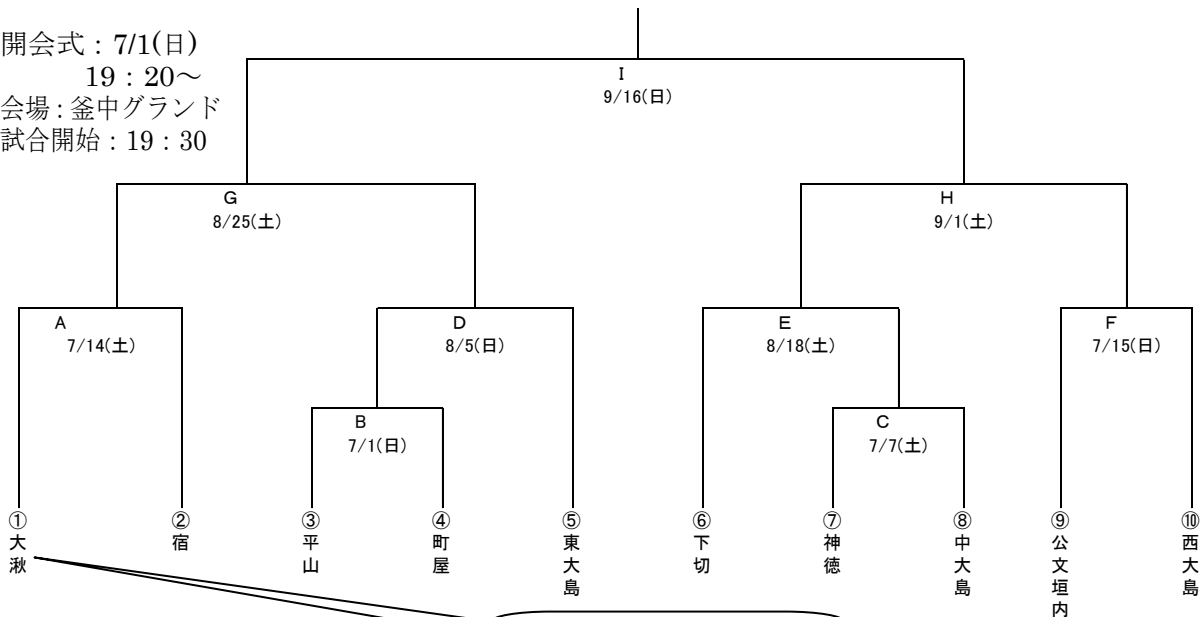 開会式：7/1(日)
19：20～
会場：釜中グランド
試合開始：19：30
I
9/16(日)
G
8/25(土)
H
9/1(土)
A
7/14(土)
D
8/5(日)
E
8/18(土)
F
7/15(日)
B
7/1(日)
C
7/7(土)
①大湫
②宿
③平山
④町屋
⑤東大島
⑥下切
⑦神徳
⑧中大島
⑨公文垣内
⑩西大島